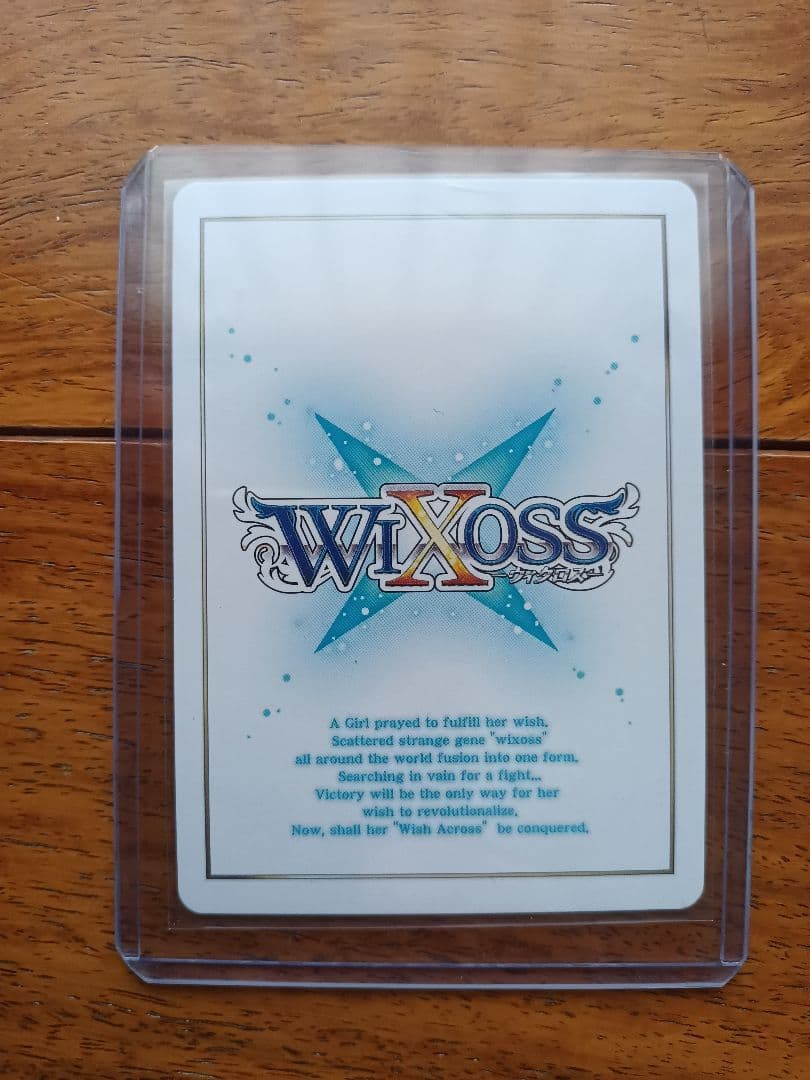 WIXOSS
ーウィクロスー
A Girl prayed to fulfill her wish.
Scattered strange gene "wixoss"
all around the world fusion into one form.
Searching in vain for a fight...
Victory will be the only way for her
wish to revolutionalize.
Now, shall her "Wish Across" be conquered.